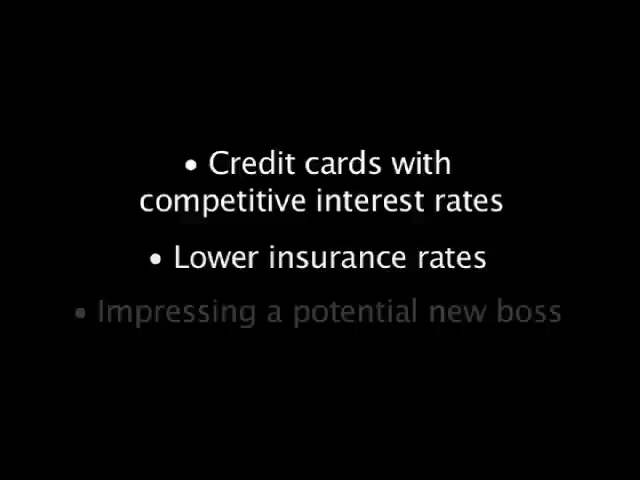 • Credit cards with
competitive interest rates
• Lower insurance rates
• Impressing a potential new boss